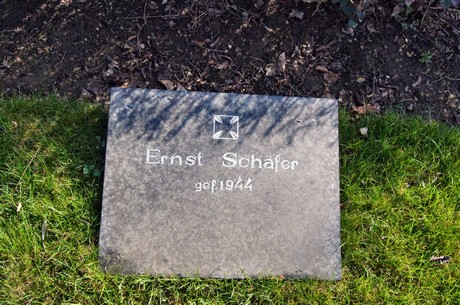 Ernst Schäfer
gef. 1944